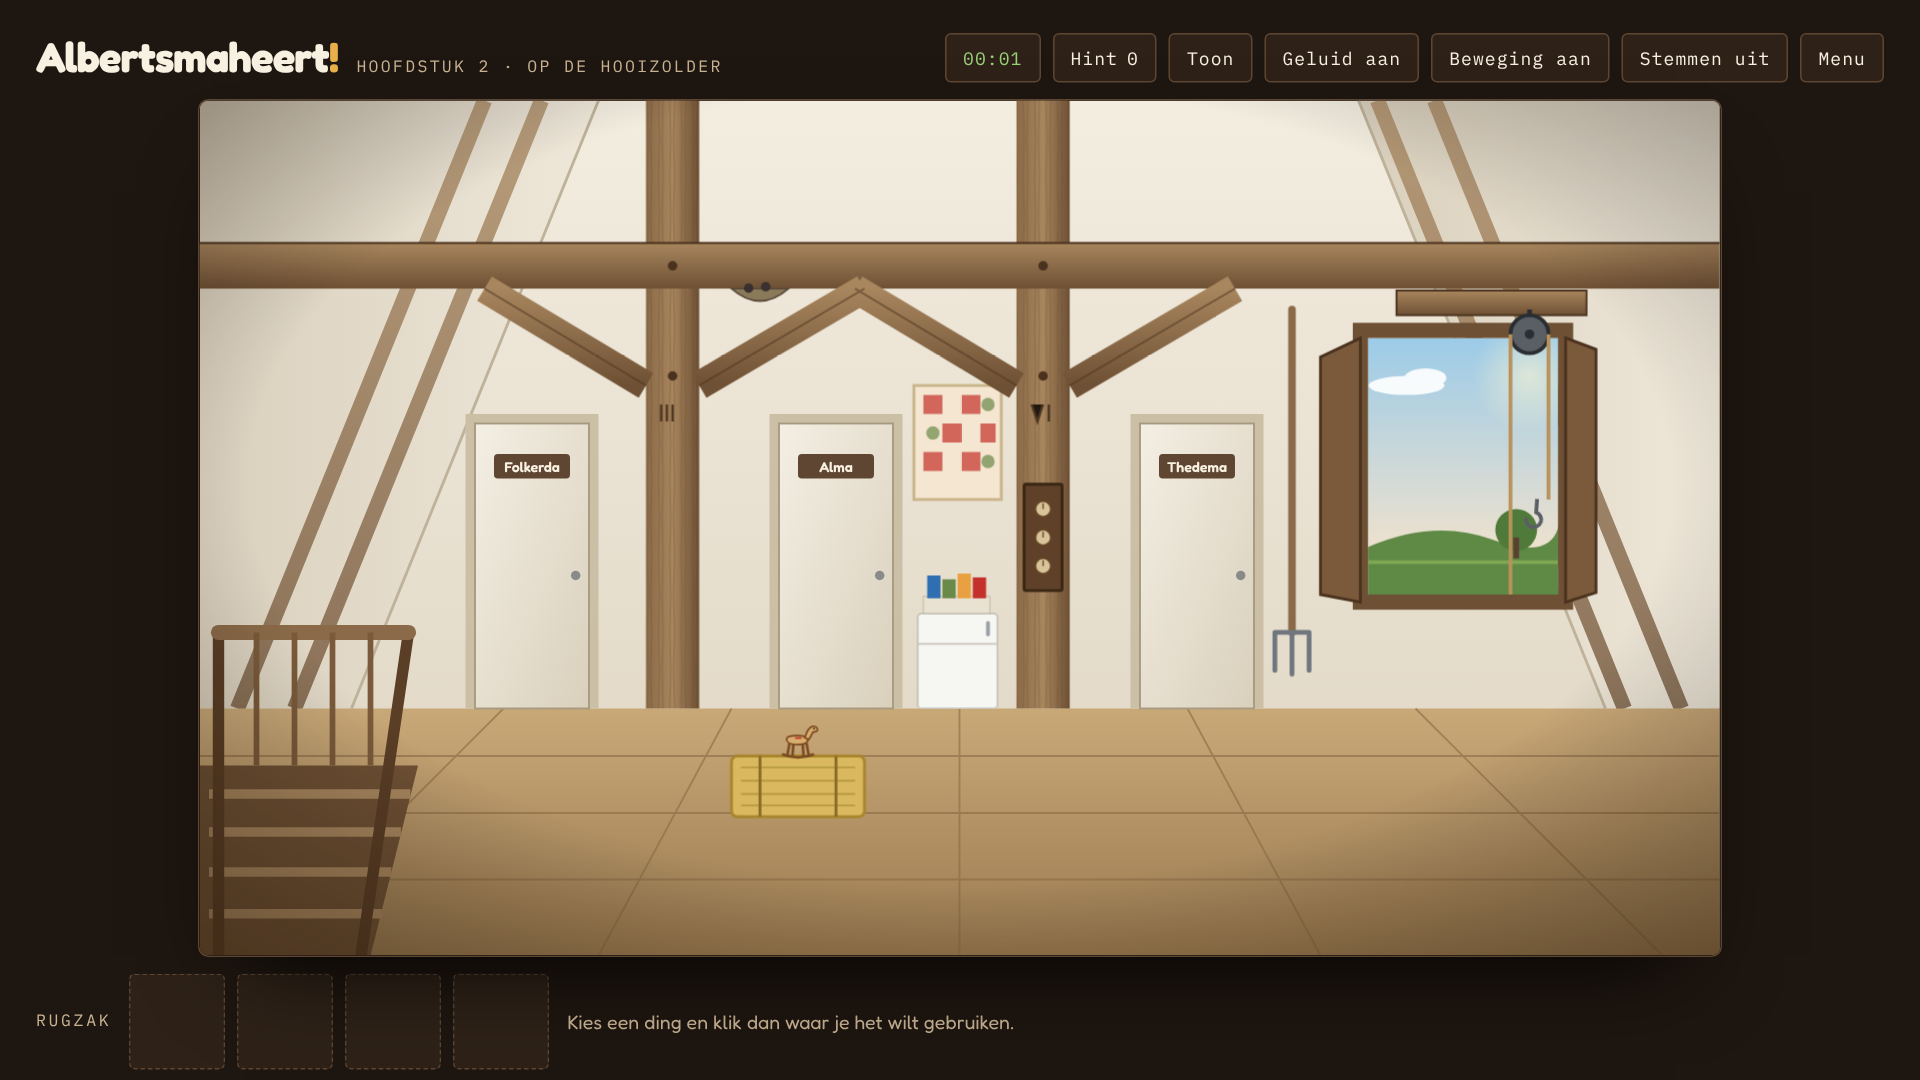 Albertsmaheert!
HOOFDSTUK 2 · OP DE HOOIZOLDER
00:01
Hint 0
Toon
Geluid aan
Beweging aan
Stemmen uit
Menu
Folkerda
Alma
Thedema
RUGZAK
Kies een ding en klik dan waar je het wilt gebruiken.